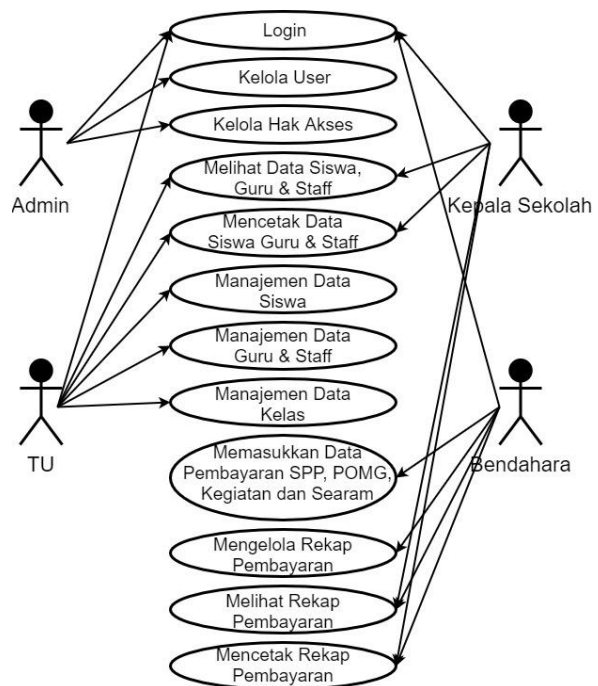 Login
Kelola User
Kelola Hak Akses
Admin
Melihat Data Siswa,
Guru & Staff
Kepala Sekolah
Mencetak Data
Siswa Guru & Staff
Manajemen Data
Siswa
Manajemen Data
Guru & Staff
Manajemen Data
Kelas
TU
Memasukkan Data
Pembayaran SPP, POMG,
Kegiatan dan Searam
Bendahara
Mengelola Rekap
Pembayaran
Melihat Rekap
Pembayaran
Mencetak Rekap
Pembayaran